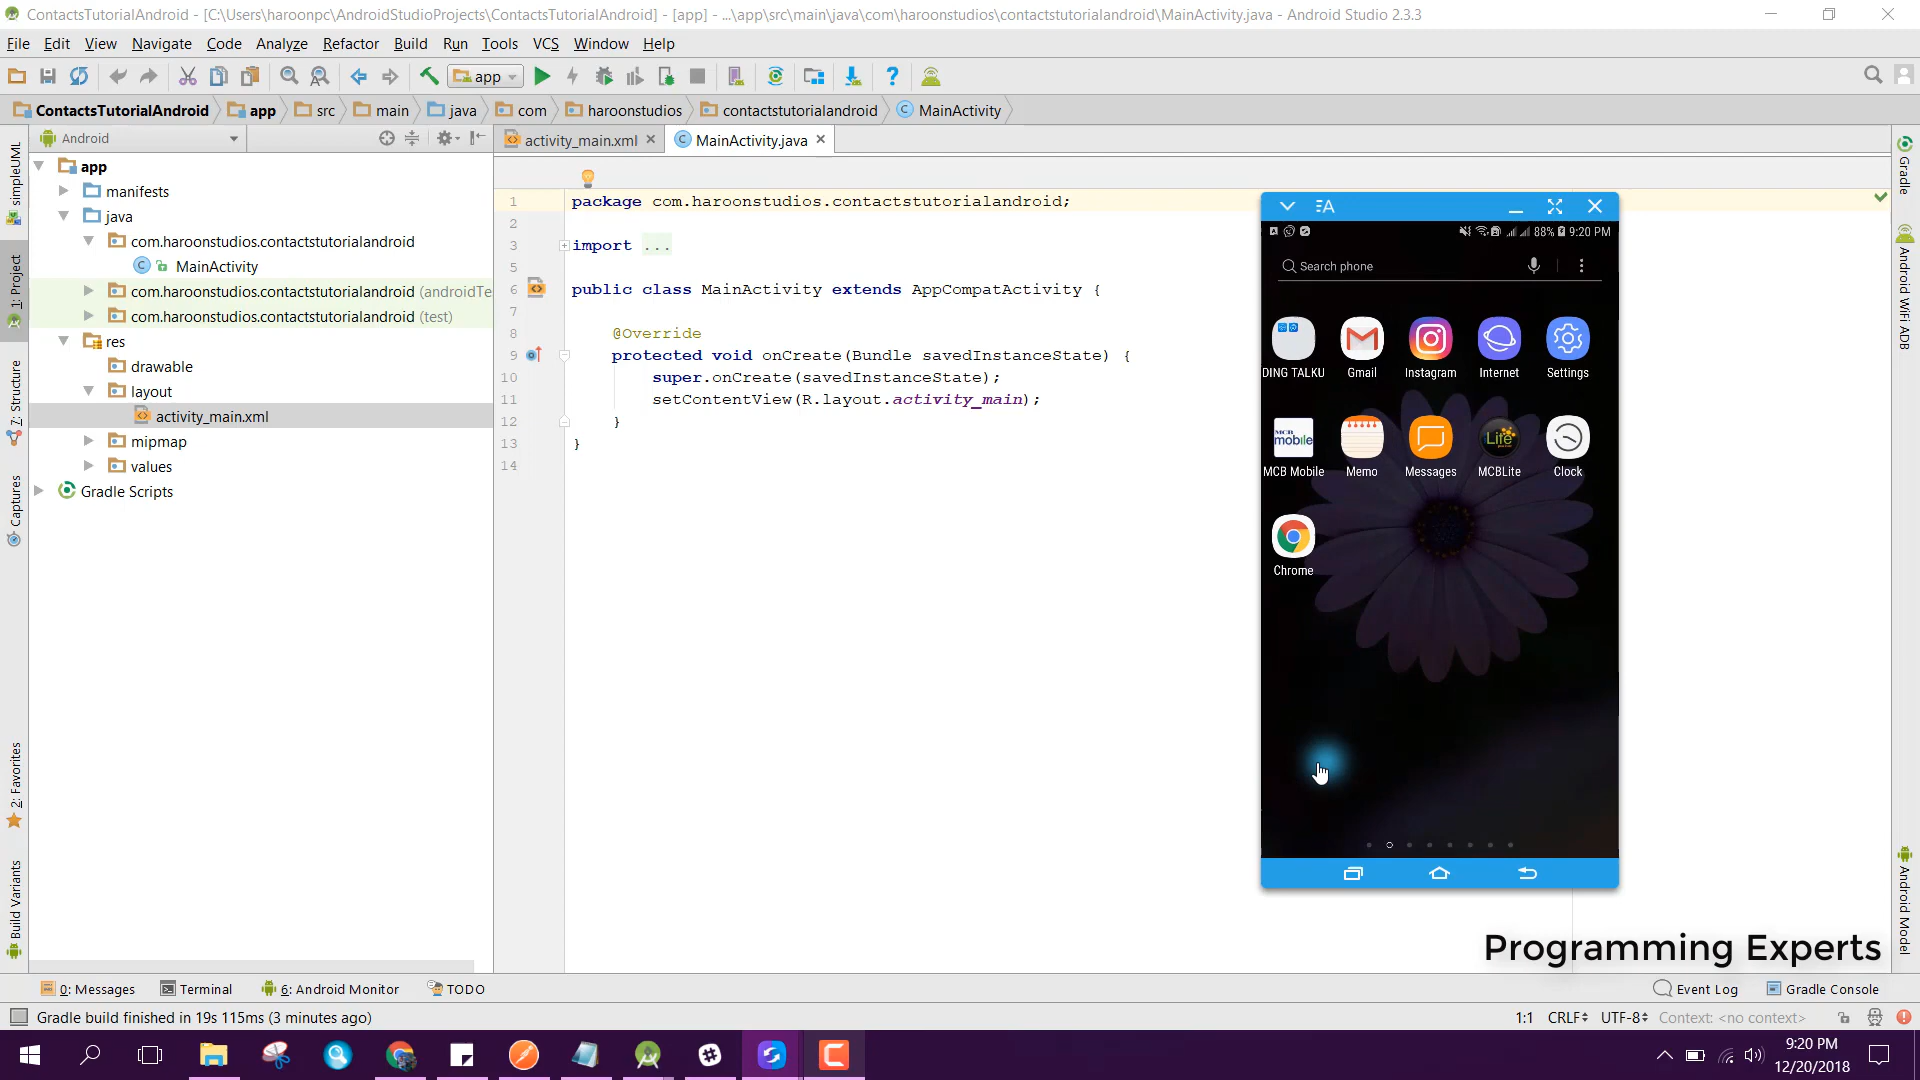 ContactsTutorialAndroid - [C:\Users\haroonpc\AndroidStudioProjects\ContactsTutorialAndroid] - [app] - ...\app\src\main\java\com\haroonstudios\contactstutorialandroid\MainActivity.java - Android Studio 2.3.3
File Edit View Navigate Code Analyze Refactor Build Run Tools VCS Window Help
app
ContactsTutorialAndroid app src main java com haroonstudios contactstutorialandroid MainActivity
Android
activity_main.xml MainActivity.java
app
manifests
java
com.haroonstudios.contactstutorialandroid
MainActivity
com.haroonstudios.contactstutorialandroid (androidTe
com.haroonstudios.contactstutorialandroid (test)
res
drawable
layout
activity_main.xml
mipmap
values
Gradle Scripts
simpleUML
1: Project
7: Structure
Captures
2: Favorites
Build Variants
1 package com.haroonstudios.contactstutorialandroid;
2
3 import ...
5
6 public class MainActivity extends AppCompatActivity {
7
8 @Override
9 protected void onCreate(Bundle savedInstanceState) {
10 super.onCreate(savedInstanceState);
11 setContentView(R.layout.activity_main);
12 }
13 }
14
88% 9:20 PM
Search phone
DING TALKU Gmail Instagram Internet Settings
MCB mobile Life
MCB Mobile Memo Messages MCBLite Clock
Chrome
Gradle
Android WiFi ADB
Android Model
Programming Experts
0: Messages Terminal 6: Android Monitor TODO Event Log Gradle Console
Gradle build finished in 19s 115ms (3 minutes ago) 1:1 CRLF UTF-8 Context: <no context>
9:20 PM
12/20/2018